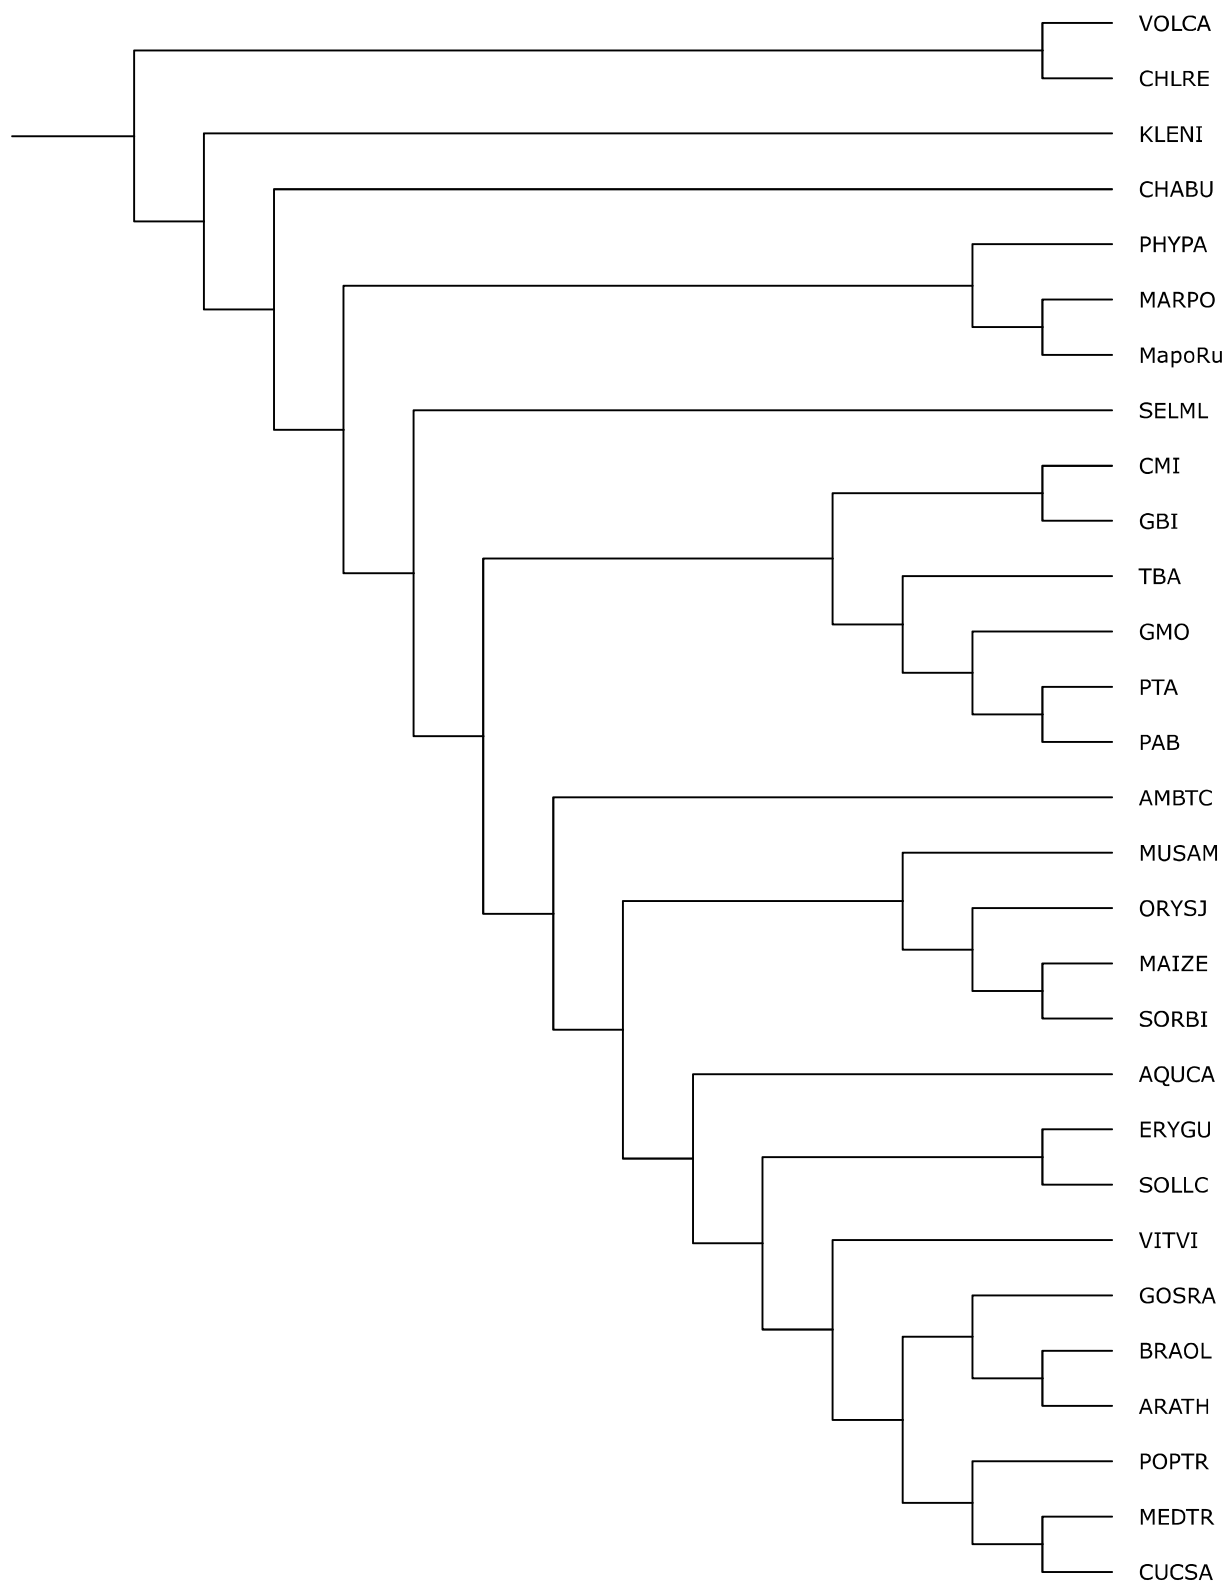 VOLCA
CHLRE
KLENI
CHABU
PHYPA
MARPO
MapoRu
SELML
CMI
GBI
TBA
GMO
PTA
PAB
AMBTC
MUSAM
ORYSJ
MAIZE
SORBI
AQUCA
ERYGU
SOLLC
VITVI
GOSRA
BRAOL
ARATH
POPTR
MEDTR
CUCSA